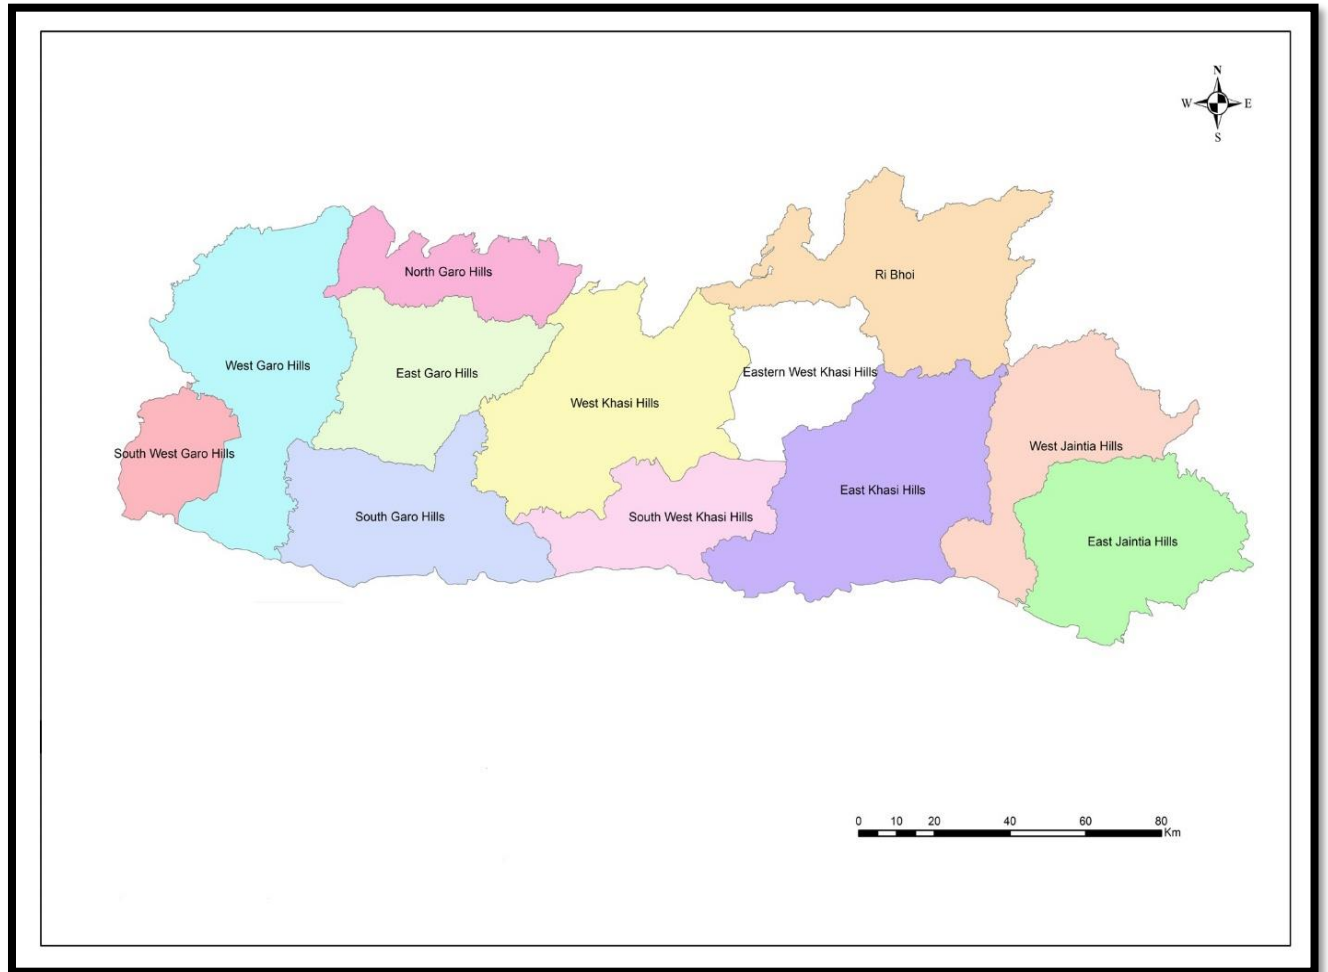 N
W E
S
North Garo Hills
Ri Bhoi
West Garo Hills
East Garo Hills
Eastern West Khasi Hills
West Khasi Hills
South West Garo Hills
West Jaintia Hills
East Khasi Hills
South Garo Hills
South West Khasi Hills
East Jaintia Hills
0 10 20 40 60 80
Km